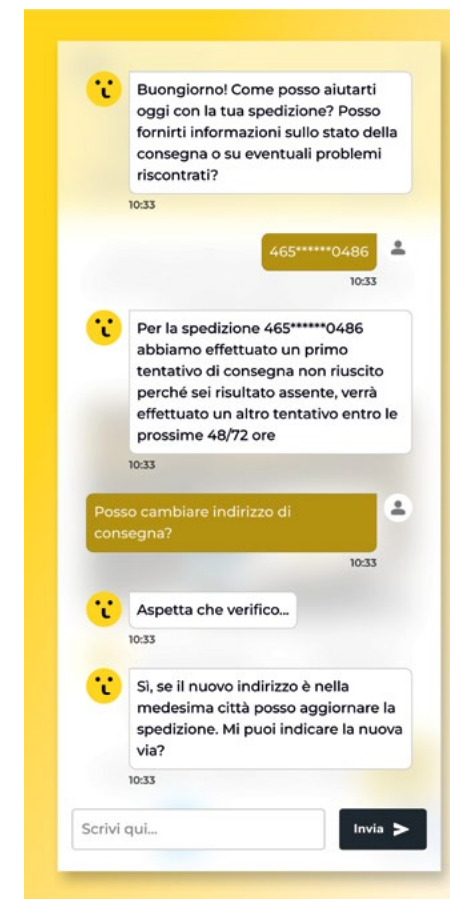 Buongiorno! Come posso aiutarti
oggi con la tua spedizione? Posso
fornirti informazioni sullo stato della
consegna o su eventuali problemi
riscontrati?
10:33
465******0486
10:33
Per la spedizione 465******0486
abbiamo effettuato un primo
tentativo di consegna non riuscito
perché sei risultato assente, verrà
effettuato un altro tentativo entro le
prossime 48/72 ore
10:33
Posso cambiare indirizzo di
consegna?
10:33
Aspetta che verifico...
10:33
Sì, se il nuovo indirizzo è nella
medesima città posso aggiornare la
spedizione. Mi puoi indicare la nuova
via?
10:33
Scrivi qui...
Invia